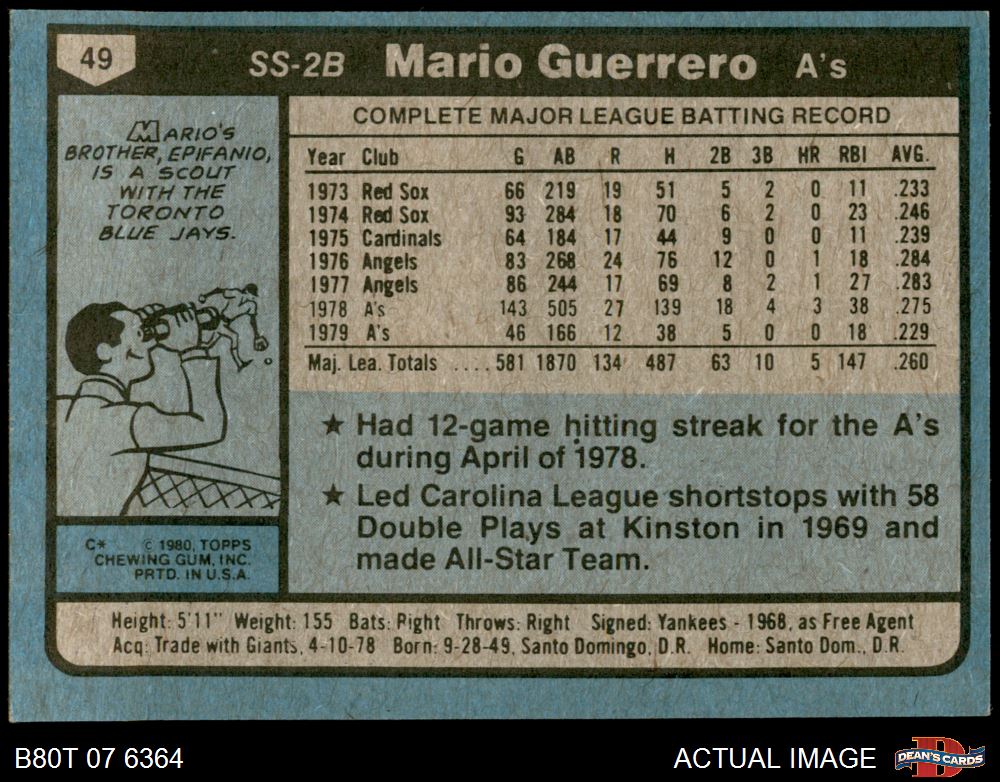 49
SS-2B Mario Guerrero A's
MARIO'S
BROTHER, EPIFANIO,
IS A SCOUT
WITH THE
TORONTO
BLUE JAYS.
C* © 1980, TOPPS
CHEWING GUM, INC.
PRTD. IN U.S.A.
COMPLETE MAJOR LEAGUE BATTING RECORD
Year Club G AB R H 2B 3B HR RBI AVG.
1973 Red Sox 66 219 19 51 5 2 0 11 .233
1974 Red Sox 93 284 18 70 6 2 0 23 .246
1975 Cardinals 64 184 17 44 9 0 0 11 .239
1976 Angels 83 268 24 76 12 0 1 18 .284
1977 Angels 86 244 17 69 8 2 1 27 .283
1978 A's 143 505 27 139 18 4 3 38 .275
1979 A's 46 166 12 38 5 0 0 18 .229
Maj. Lea. Totals .... 581 1870 134 487 63 10 5 147 .260
★ Had 12-game hitting streak for the A's
during April of 1978.
★ Led Carolina League shortstops with 58
Double Plays at Kinston in 1969 and
made All-Star Team.
Height: 5'11" Weight: 155 Bats: Pight Throws: Right Signed: Yankees - 1968, as Free Agent
Acq: Trade with Giants, 4-10-78 Born: 9-28-49, Santo Domingo, D.R. Home: Santo Dom., D.R.
B80T 07 6364
ACTUAL IMAGE
D
DEAN'S CARDS